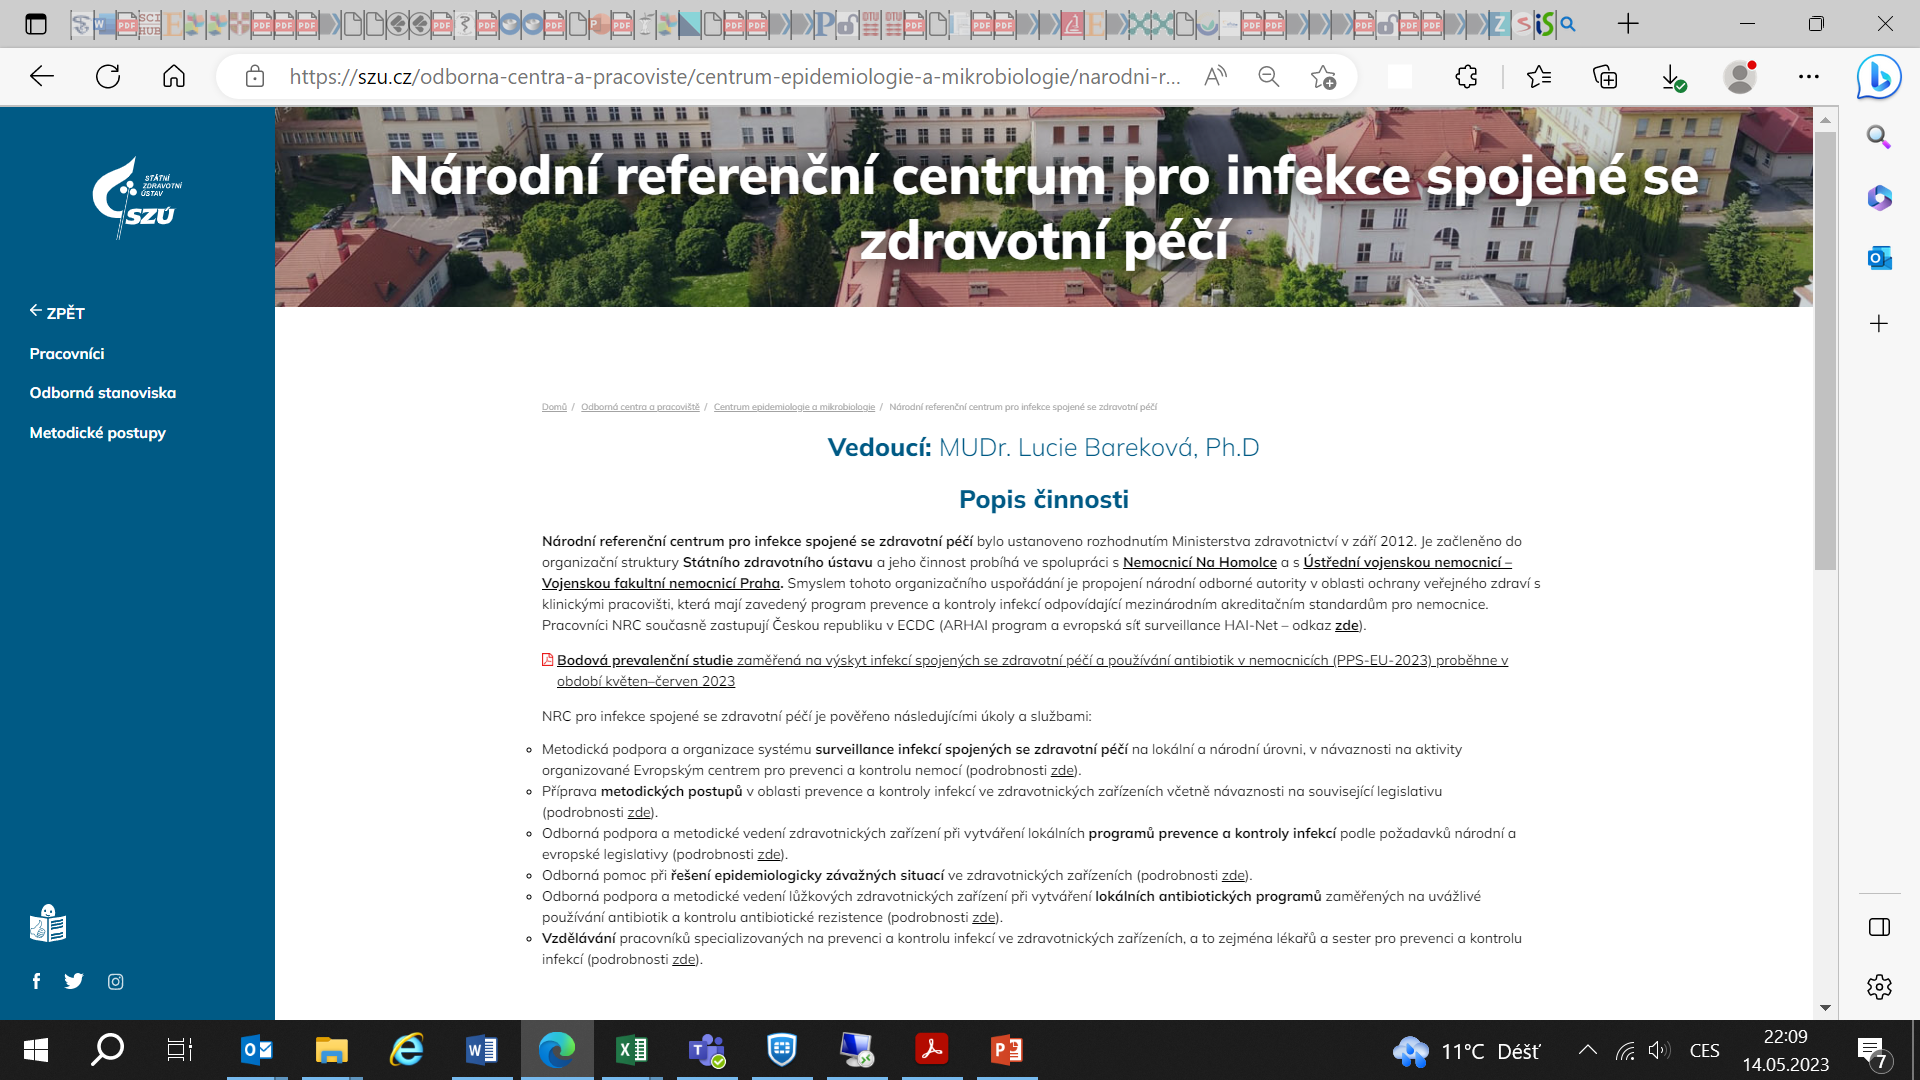 https://szu.cz/odborna-centra-a-pracoviste/centrum-epidemiologie-a-mikrobiologie/narodni-r...
STÁTNÍ
ZDRAVOTNÍ
ÚSTAV
SZÚ
ZPĚT
Pracovníci
Odborná stanoviska
Metodické postupy
Národní referenční centrum pro infekce spojené se
zdravotní péčí
Domů / Odborná centra a pracoviště / Centrum epidemiologie a mikrobiologie / Národní referenční centrum pro infekce spojené se zdravotní péčí
Vedoucí: MUDr. Lucie Bareková, Ph.D
Popis činnosti
Národní referenční centrum pro infekce spojené se zdravotní péčí bylo ustanoveno rozhodnutím Ministerstva zdravotnictví v září 2012. Je začleněno do
organizační struktury Státního zdravotního ústavu a jeho činnost probíhá ve spolupráci s Nemocnicí Na Homolce a s Ústřední vojenskou nemocnicí –
Vojenskou fakultní nemocnicí Praha. Smyslem tohoto organizačního uspořádání je propojení národní odborné autority v oblasti ochrany veřejného zdraví s
klinickými pracovišti, která mají zavedený program prevence a kontroly infekcí odpovídající mezinárodním akreditačním standardům pro nemocnice.
Pracovníci NRC současně zastupují Českou republiku v ECDC (ARHAI program a evropská síť surveillance HAI-Net – odkaz zde).
Bodová prevalenční studie zaměřená na výskyt infekcí spojených se zdravotní péčí a používání antibiotik v nemocnicích (PPS-EU-2023) proběhne v
období květen–červen 2023
NRC pro infekce spojené se zdravotní péčí je pověřeno následujícími úkoly a službami:
Metodická podpora a organizace systému surveillance infekcí spojených se zdravotní péčí na lokální a národní úrovni, v návaznosti na aktivity
organizované Evropským centrem pro prevenci a kontrolu nemocí (podrobnosti zde).
Příprava metodických postupů v oblasti prevence a kontroly infekcí ve zdravotnických zařízeních včetně návaznosti na související legislativu
(podrobnosti zde).
Odborná podpora a metodické vedení zdravotnických zařízení při vytváření lokálních programů prevence a kontroly infekcí podle požadavků národní a
evropské legislativy (podrobnosti zde).
Odborná pomoc při řešení epidemiologicky závažných situací ve zdravotnických zařízeních (podrobnosti zde).
Odborná podpora a metodické vedení lůžkových zdravotnických zařízení při vytváření lokálních antibiotických programů zaměřených na uvážlivé
používání antibiotik a kontrolu antibiotické rezistence (podrobnosti zde).
Vzdělávání pracovníků specializovaných na prevenci a kontrolu infekcí ve zdravotnických zařízeních, a to zejména lékařů a sester pro prevenci a kontrolu
infekcí (podrobnosti zde).
11°C Déšť
CES
22:09
14.05.2023
7